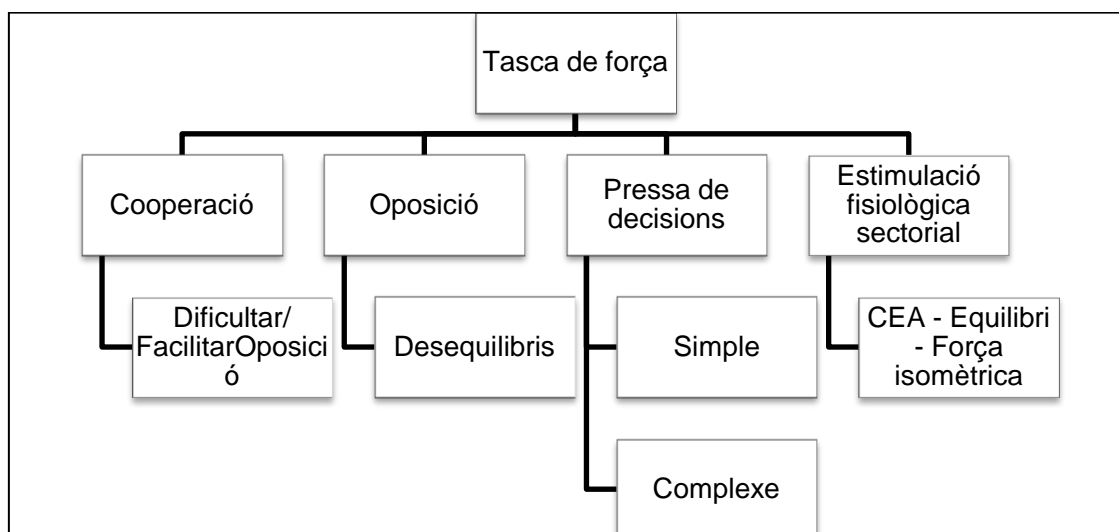 Tasca de força
Cooperació
Oposició
Pressa de
decisions
Estimulació
fisiològica
sectorial
Dificultar/
FacilitarOposici
ó
Desequilibris
Simple
CEA - Equilibri
- Força
isomètrica
Complexe